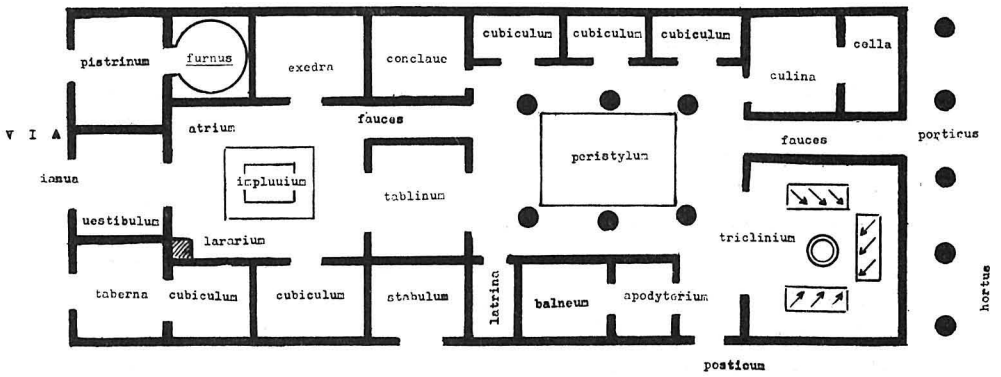 cubiculum cubiculum cubiculum
pistrinum furnus exedra conclaue culina cella
VIA atrium fauces fauces porticus
ianua impluuium tablinum peristylum
uestibulum lararium triclinium
taberna cubiculum cubiculum stabulum latrina balneum apodyterium hortus
posticum